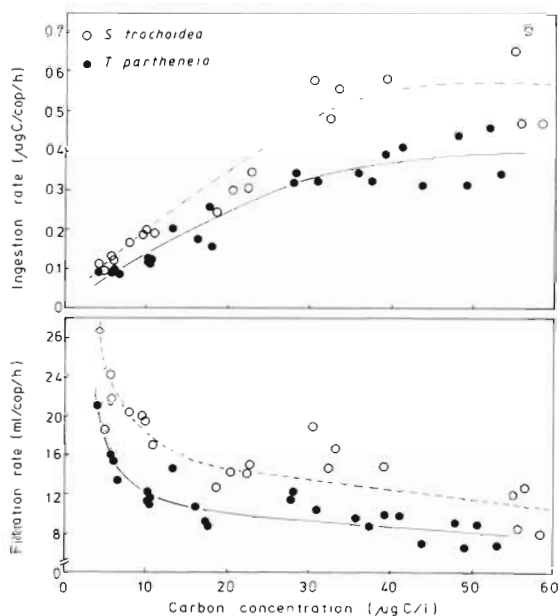 O S trochoidea
● T partheneia
Ingestion rate (µgC/cop/h)
0.7
0.6
0.5
0.4
0.3
0.2
0.1
0
Filtration rate (ml/cop/h)
26
20
16
12
8
0
0 10 20 30 40 50 60
Carbon concentration (µgC/l)